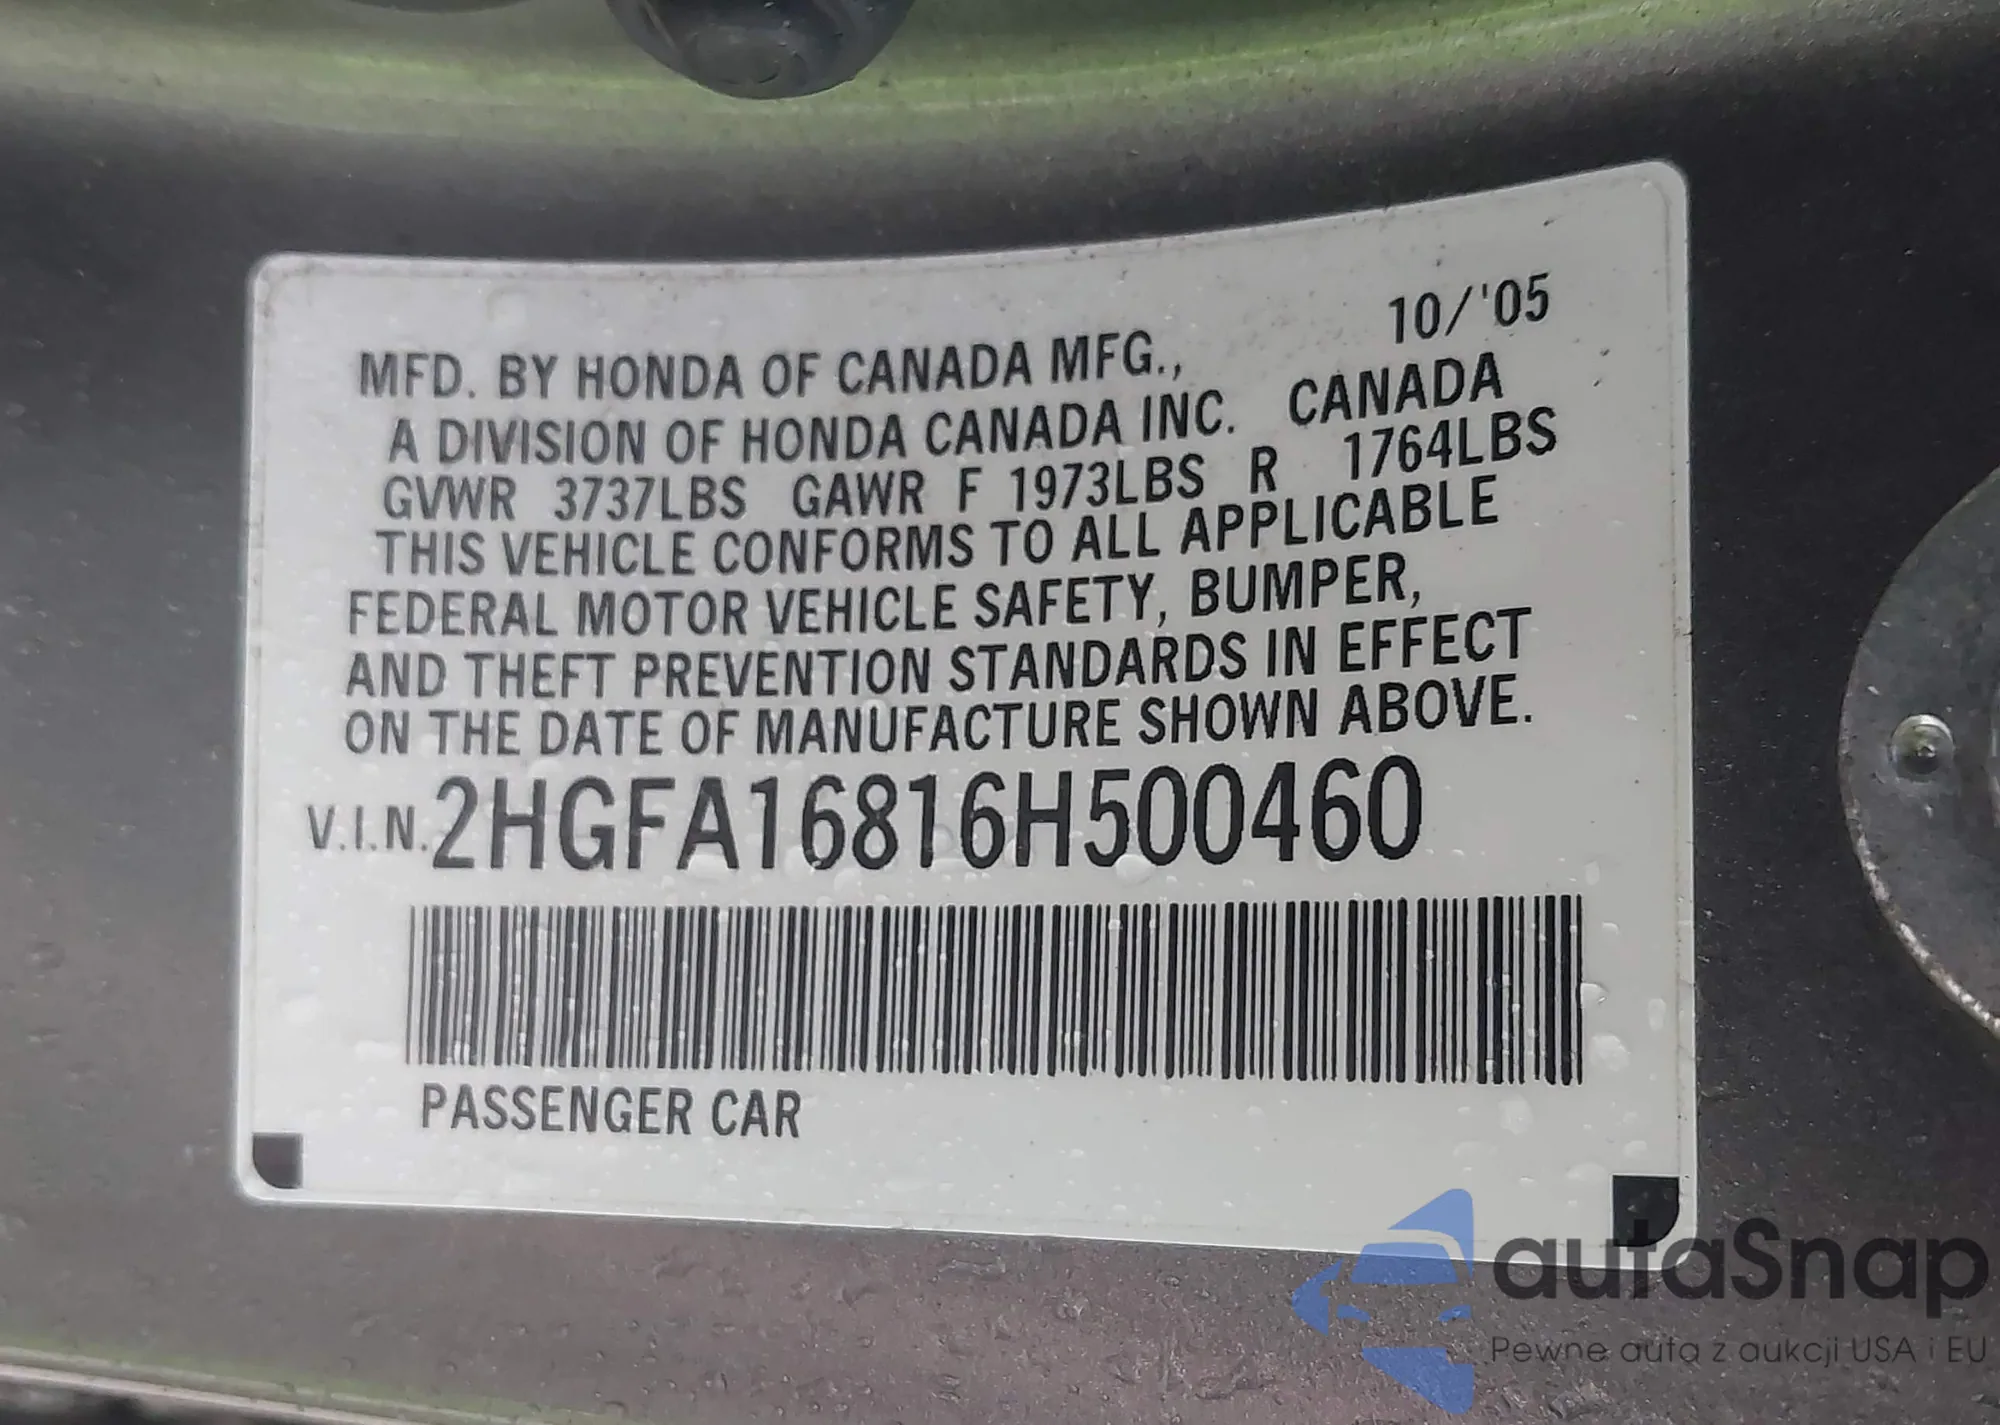 10/'05
MFD. BY HONDA OF CANADA MFG.,
A DIVISION OF HONDA CANADA INC. CANADA
GVWR 3737LBS GAWR F 1973LBS R 1764LBS
THIS VEHICLE CONFORMS TO ALL APPLICABLE
FEDERAL MOTOR VEHICLE SAFETY, BUMPER,
AND THEFT PREVENTION STANDARDS IN EFFECT
ON THE DATE OF MANUFACTURE SHOWN ABOVE.
V.I.N. 2HGFA16816H500460
PASSENGER CAR
autaSnap
Pewne auta z aukcji USA i EU